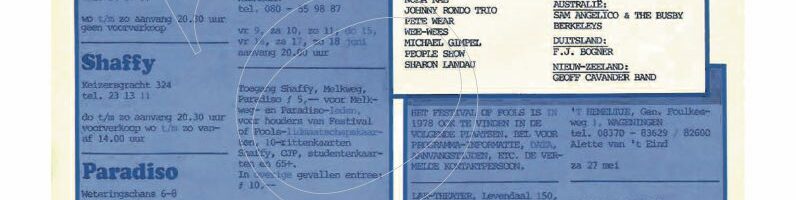 wo t/m zo aanvang 20.30 uur
geen voorverkoop
Shaffy
Keizersgracht 324
tel. 23 13 11
do t/m zo aanvang 20.30 uur
voorverkoop wo t/m zo van-
af 14.00 uur
Paradiso
Weteringschans 6-8
tel. 080 - 65 98 87
vr 9, za 10, zo 11, do 15,
vr 16, za 17, zo 18 juni
aanvang 20.00 uur
Toegang Shaffy, Melkweg,
Paradiso ƒ 5,— voor Melk-
weg- en Paradiso-leden,
voor houders van Festival
of Fools-lidmaatschapskaar-
ten, 10-rittenkaarten
Shaffy, CJP, studentenkaar-
ten en 65+.
In overige gevallen entree:
ƒ 10,—
JOHNNY RONDO TRIO
PETE WEAR
WEE-WEES
MICHAEL GIMPEL
PEOPLE SHOW
SHARON LANDAU
AUSTRALIË:
SAM ANGELICO & THE BUSBY
BERKELEYS
DUITSLAND:
F.J. BOGNER
NIEUW-ZEELAND:
GEOFF CAVANDER BAND
HET FESTIVAL OF FOOLS IS IN
1978 OOK TE VINDEN IN DE
VOLGENDE PLAATSEN. BEL VOOR
PROGRAMMA-INFORMATIE, DATA,
AANVANGSTIJDEN, ETC. DE VER-
MELDE KONTAKTPERSOON.
LAK-THEATER, Levendaal 150,
'T HEMELTJE, Gen. Foulkes-
weg 1, WAGENINGEN
tel. 08370 - 83629 / 82600
Alette van 't Eind
za 27 mei